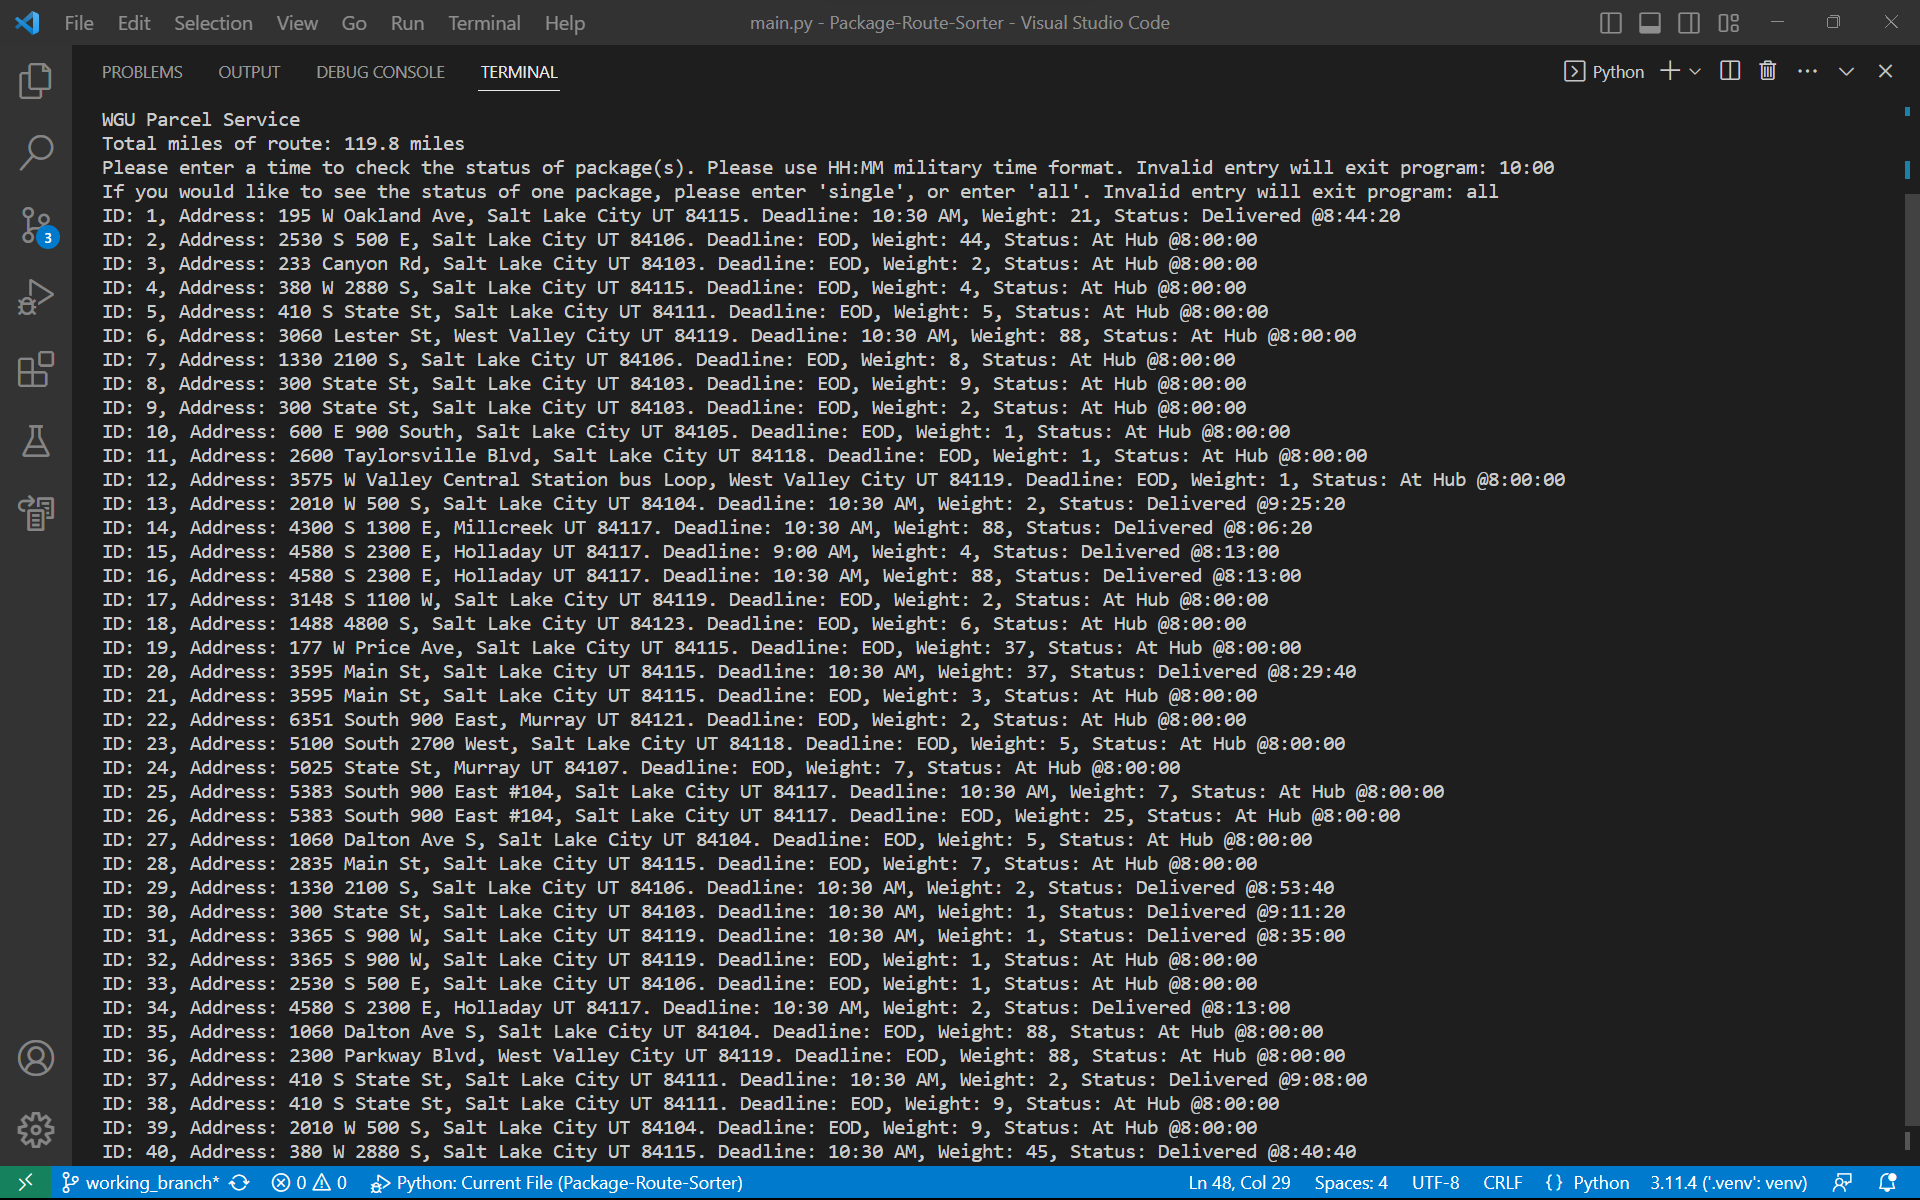 File Edit Selection View Go Run Terminal Help main.py - Package-Route-Sorter - Visual Studio Code
PROBLEMS OUTPUT DEBUG CONSOLE TERMINAL Python
WGU Parcel Service
Total miles of route: 119.8 miles
Please enter a time to check the status of package(s). Please use HH:MM military time format. Invalid entry will exit program: 10:00
If you would like to see the status of one package, please enter 'single', or enter 'all'. Invalid entry will exit program: all
ID: 1, Address: 195 W Oakland Ave, Salt Lake City UT 84115. Deadline: 10:30 AM, Weight: 21, Status: Delivered @8:44:20
ID: 2, Address: 2530 S 500 E, Salt Lake City UT 84106. Deadline: EOD, Weight: 44, Status: At Hub @8:00:00
ID: 3, Address: 233 Canyon Rd, Salt Lake City UT 84103. Deadline: EOD, Weight: 2, Status: At Hub @8:00:00
ID: 4, Address: 380 W 2880 S, Salt Lake City UT 84115. Deadline: EOD, Weight: 4, Status: At Hub @8:00:00
ID: 5, Address: 410 S State St, Salt Lake City UT 84111. Deadline: EOD, Weight: 5, Status: At Hub @8:00:00
ID: 6, Address: 3060 Lester St, West Valley City UT 84119. Deadline: 10:30 AM, Weight: 88, Status: At Hub @8:00:00
ID: 7, Address: 1330 2100 S, Salt Lake City UT 84106. Deadline: EOD, Weight: 8, Status: At Hub @8:00:00
ID: 8, Address: 300 State St, Salt Lake City UT 84103. Deadline: EOD, Weight: 9, Status: At Hub @8:00:00
ID: 9, Address: 300 State St, Salt Lake City UT 84103. Deadline: EOD, Weight: 2, Status: At Hub @8:00:00
ID: 10, Address: 600 E 900 South, Salt Lake City UT 84105. Deadline: EOD, Weight: 1, Status: At Hub @8:00:00
ID: 11, Address: 2600 Taylorsville Blvd, Salt Lake City UT 84118. Deadline: EOD, Weight: 1, Status: At Hub @8:00:00
ID: 12, Address: 3575 W Valley Central Station bus Loop, West Valley City UT 84119. Deadline: EOD, Weight: 1, Status: At Hub @8:00:00
ID: 13, Address: 2010 W 500 S, Salt Lake City UT 84104. Deadline: 10:30 AM, Weight: 2, Status: Delivered @9:25:20
ID: 14, Address: 4300 S 1300 E, Millcreek UT 84117. Deadline: 10:30 AM, Weight: 88, Status: Delivered @8:06:20
ID: 15, Address: 4580 S 2300 E, Holladay UT 84117. Deadline: 9:00 AM, Weight: 4, Status: Delivered @8:13:00
ID: 16, Address: 4580 S 2300 E, Holladay UT 84117. Deadline: 10:30 AM, Weight: 88, Status: Delivered @8:13:00
ID: 17, Address: 3148 S 1100 W, Salt Lake City UT 84119. Deadline: EOD, Weight: 2, Status: At Hub @8:00:00
ID: 18, Address: 1488 4800 S, Salt Lake City UT 84123. Deadline: EOD, Weight: 6, Status: At Hub @8:00:00
ID: 19, Address: 177 W Price Ave, Salt Lake City UT 84115. Deadline: EOD, Weight: 37, Status: At Hub @8:00:00
ID: 20, Address: 3595 Main St, Salt Lake City UT 84115. Deadline: 10:30 AM, Weight: 37, Status: Delivered @8:29:40
ID: 21, Address: 3595 Main St, Salt Lake City UT 84115. Deadline: EOD, Weight: 3, Status: At Hub @8:00:00
ID: 22, Address: 6351 South 900 East, Murray UT 84121. Deadline: EOD, Weight: 2, Status: At Hub @8:00:00
ID: 23, Address: 5100 South 2700 West, Salt Lake City UT 84118. Deadline: EOD, Weight: 5, Status: At Hub @8:00:00
ID: 24, Address: 5025 State St, Murray UT 84107. Deadline: EOD, Weight: 7, Status: At Hub @8:00:00
ID: 25, Address: 5383 South 900 East #104, Salt Lake City UT 84117. Deadline: 10:30 AM, Weight: 7, Status: At Hub @8:00:00
ID: 26, Address: 5383 South 900 East #104, Salt Lake City UT 84117. Deadline: EOD, Weight: 25, Status: At Hub @8:00:00
ID: 27, Address: 1060 Dalton Ave S, Salt Lake City UT 84104. Deadline: EOD, Weight: 5, Status: At Hub @8:00:00
ID: 28, Address: 2835 Main St, Salt Lake City UT 84115. Deadline: EOD, Weight: 7, Status: At Hub @8:00:00
ID: 29, Address: 1330 2100 S, Salt Lake City UT 84106. Deadline: 10:30 AM, Weight: 2, Status: Delivered @8:53:40
ID: 30, Address: 300 State St, Salt Lake City UT 84103. Deadline: 10:30 AM, Weight: 1, Status: Delivered @9:11:20
ID: 31, Address: 3365 S 900 W, Salt Lake City UT 84119. Deadline: 10:30 AM, Weight: 1, Status: Delivered @8:35:00
ID: 32, Address: 3365 S 900 W, Salt Lake City UT 84119. Deadline: EOD, Weight: 1, Status: At Hub @8:00:00
ID: 33, Address: 2530 S 500 E, Salt Lake City UT 84106. Deadline: EOD, Weight: 1, Status: At Hub @8:00:00
ID: 34, Address: 4580 S 2300 E, Holladay UT 84117. Deadline: 10:30 AM, Weight: 2, Status: Delivered @8:13:00
ID: 35, Address: 1060 Dalton Ave S, Salt Lake City UT 84104. Deadline: EOD, Weight: 88, Status: At Hub @8:00:00
ID: 36, Address: 2300 Parkway Blvd, West Valley City UT 84119. Deadline: EOD, Weight: 88, Status: At Hub @8:00:00
ID: 37, Address: 410 S State St, Salt Lake City UT 84111. Deadline: 10:30 AM, Weight: 2, Status: Delivered @9:08:00
ID: 38, Address: 410 S State St, Salt Lake City UT 84111. Deadline: EOD, Weight: 9, Status: At Hub @8:00:00
ID: 39, Address: 2010 W 500 S, Salt Lake City UT 84104. Deadline: EOD, Weight: 9, Status: At Hub @8:00:00
ID: 40, Address: 380 W 2880 S, Salt Lake City UT 84115. Deadline: 10:30 AM, Weight: 45, Status: Delivered @8:40:40
3
working_branch* 0 0 Python: Current File (Package-Route-Sorter) Ln 48, Col 29 Spaces: 4 UTF-8 CRLF {} Python 3.11.4 ('.venv': venv)